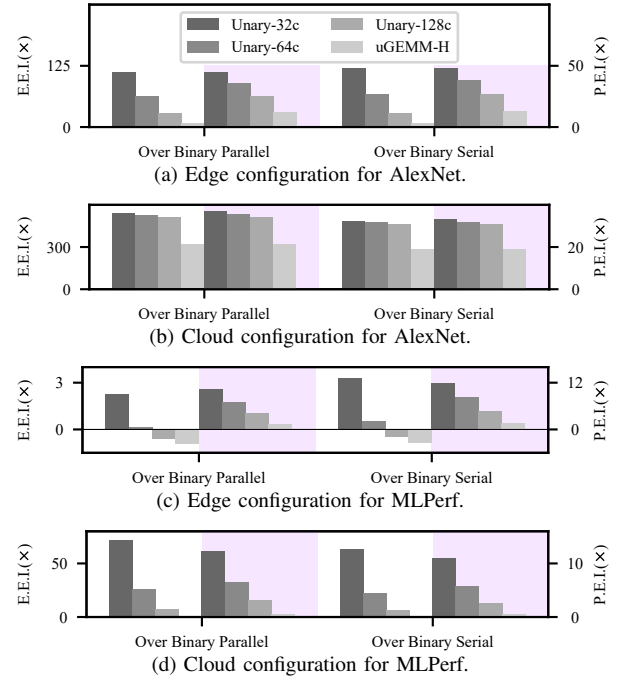 Unary-32c
Unary-128c
Unary-64c
uGEMM-H
E.E.I.(×)
125
0
50
0
P.E.I.(×)
Over Binary Parallel
Over Binary Serial
(a) Edge configuration for AlexNet.
E.E.I.(×)
300
0
20
0
P.E.I.(×)
Over Binary Parallel
Over Binary Serial
(b) Cloud configuration for AlexNet.
E.E.I.(×)
3
0
12
0
P.E.I.(×)
Over Binary Parallel
Over Binary Serial
(c) Edge configuration for MLPerf.
E.E.I.(×)
50
0
10
0
P.E.I.(×)
Over Binary Parallel
Over Binary Serial
(d) Cloud configuration for MLPerf.